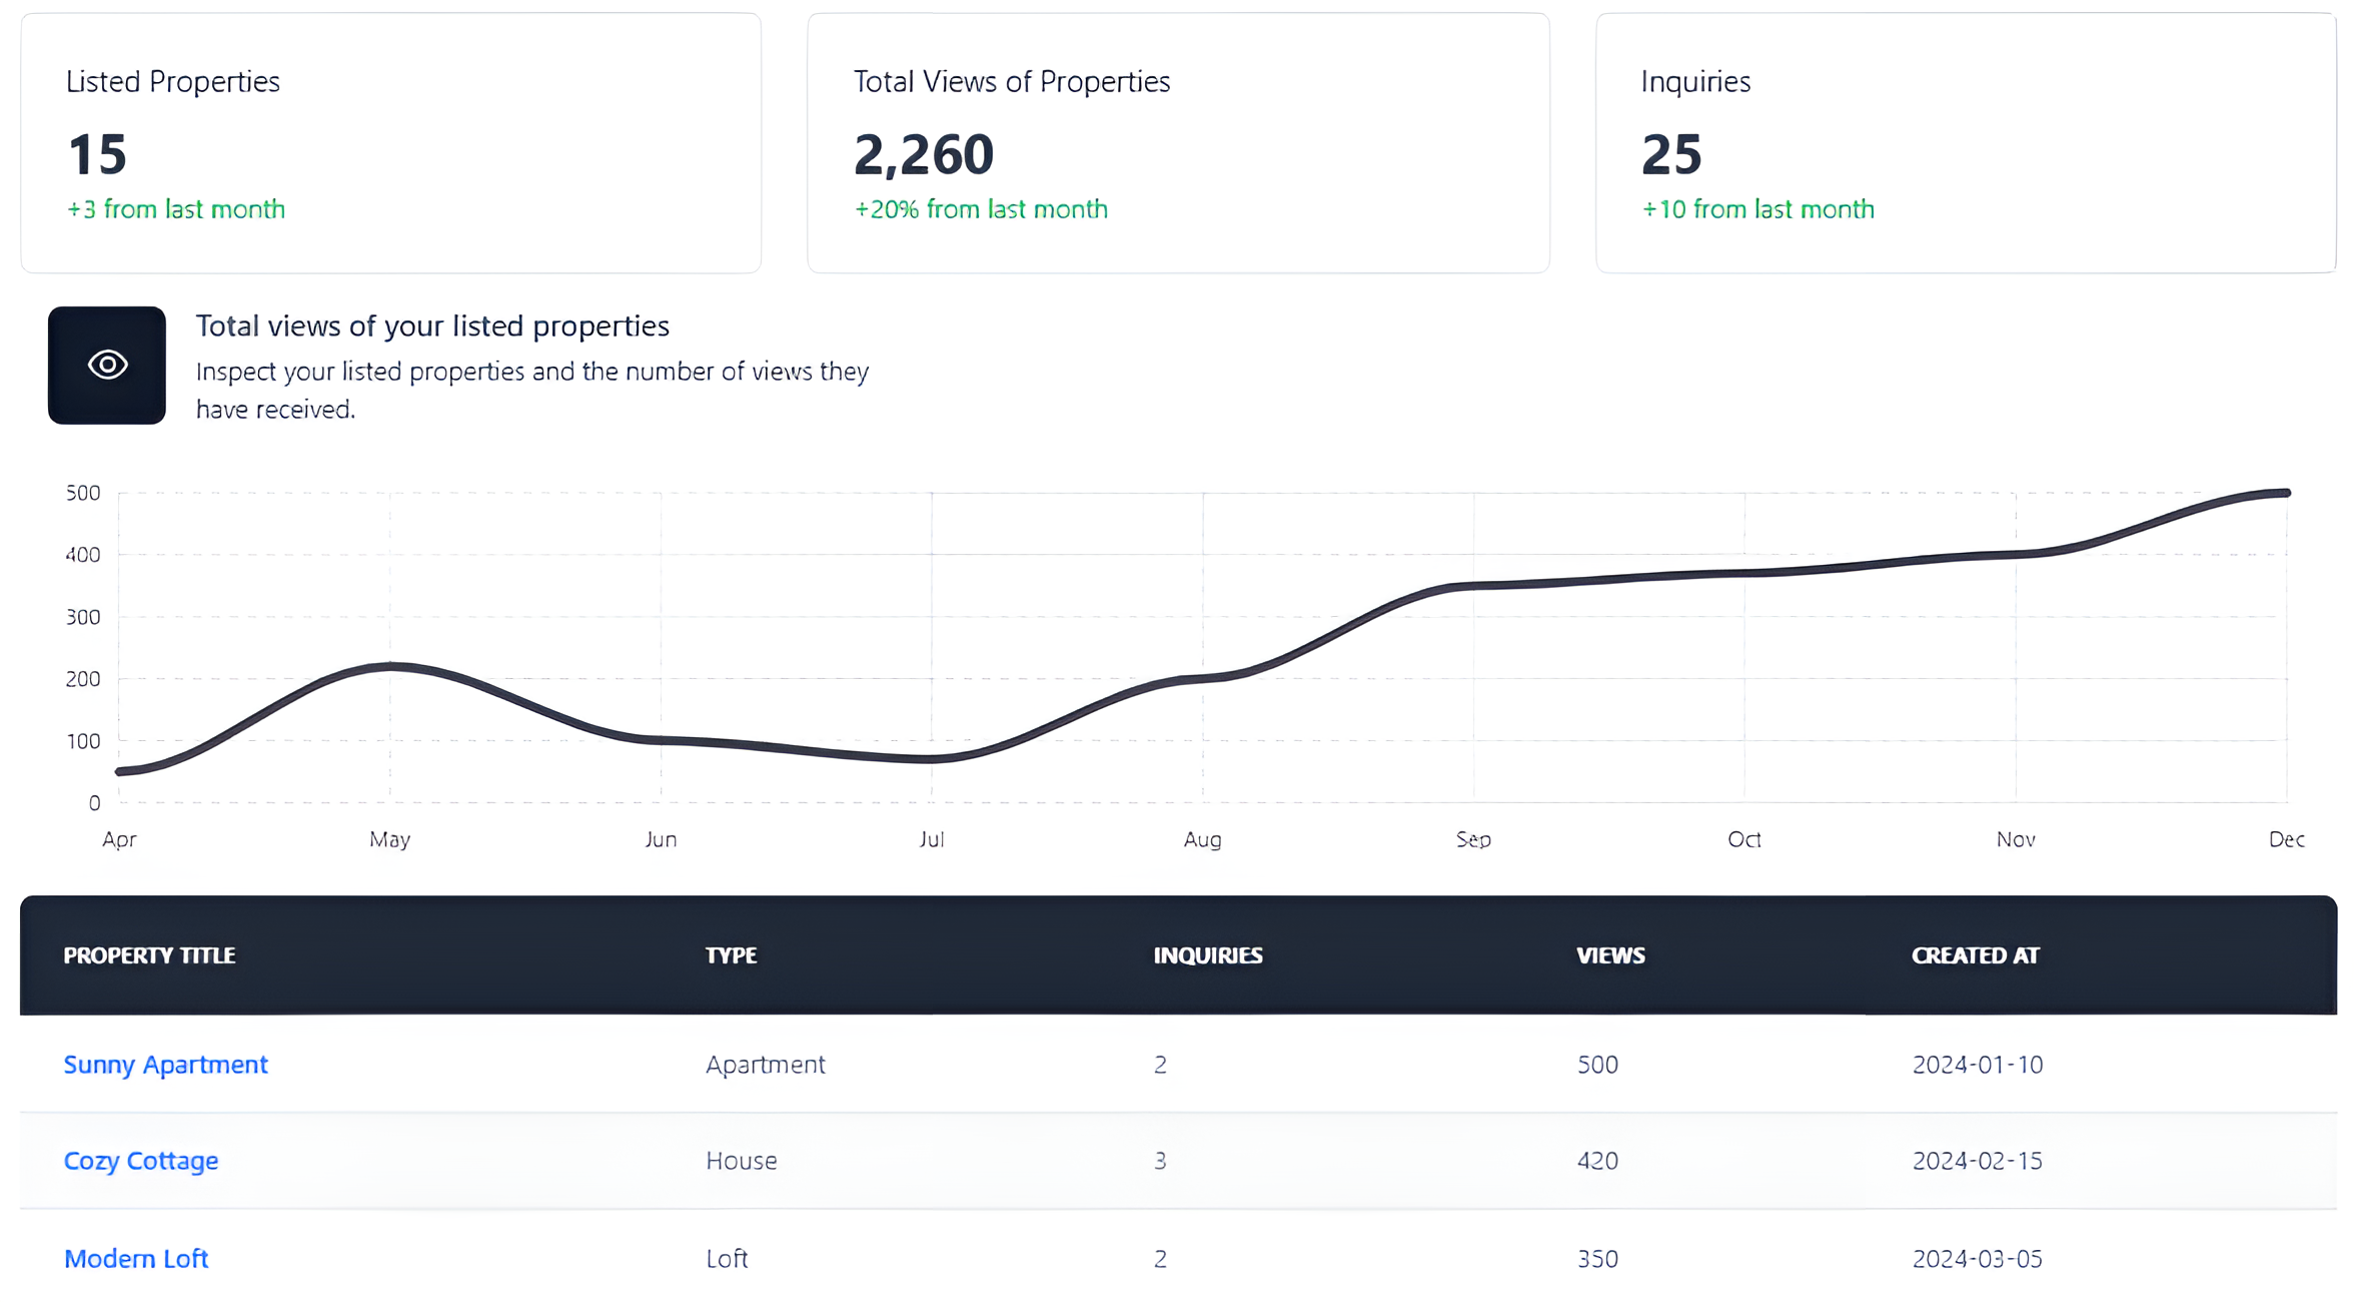 Listed Properties
15
+3 from last month
Total Views of Properties
2,260
+20% from last month
Inquiries
25
+10 from last month
Total views of your listed properties
Inspect your listed properties and the number of views they
have received.
500
400
300
200
100
0
Apr May Jun Jul Aug Sep Oct Nov Dec
PROPERTY TITLE TYPE INQUIRIES VIEWS CREATED AT
Sunny Apartment Apartment 2 500 2024-01-10
Cozy Cottage House 3 420 2024-02-15
Modern Loft Loft 2 350 2024-03-05